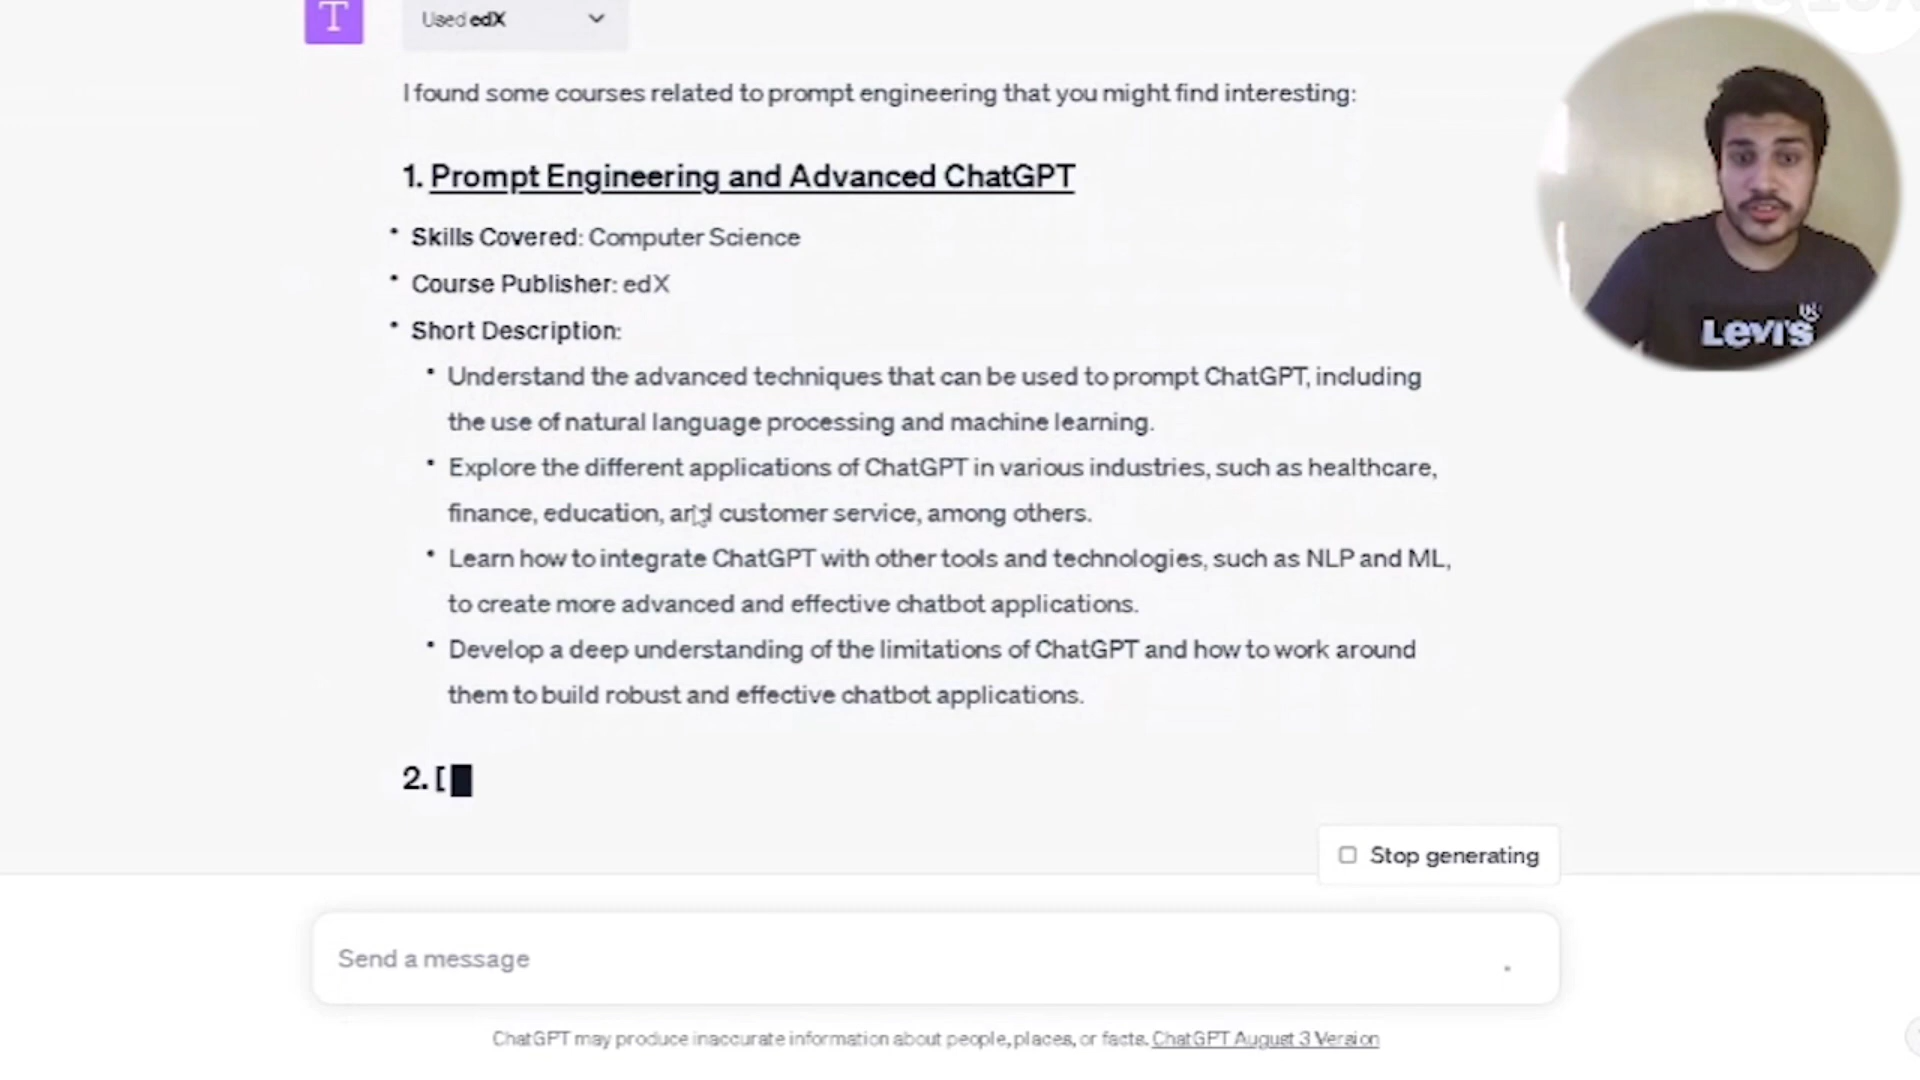 T
Used edX
I found some courses related to prompt engineering that you might find interesting:
1. Prompt Engineering and Advanced ChatGPT
• Skills Covered: Computer Science
• Course Publisher: edX
• Short Description:
• Understand the advanced techniques that can be used to prompt ChatGPT, including
the use of natural language processing and machine learning.
• Explore the different applications of ChatGPT in various industries, such as healthcare,
finance, education, and customer service, among others.
• Learn how to integrate ChatGPT with other tools and technologies, such as NLP and ML,
to create more advanced and effective chatbot applications.
• Develop a deep understanding of the limitations of ChatGPT and how to work around
them to build robust and effective chatbot applications.
2. [
Stop generating
Send a message
ChatGPT may produce inaccurate information about people, places, or facts. ChatGPT August 3 Version
Levi's